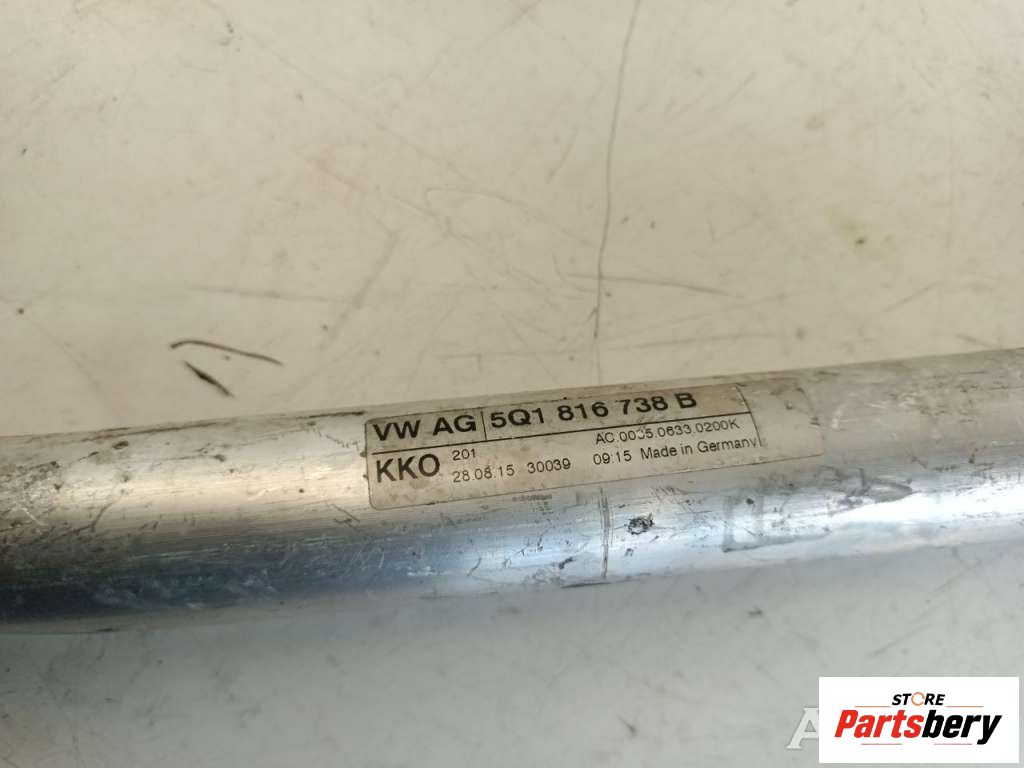 VW AG 5Q1 816 738 B
KKO 201 AC.0035.0633.0200K
28.08.15 30039 09:15 Made in Germany
STORE
Partsbery